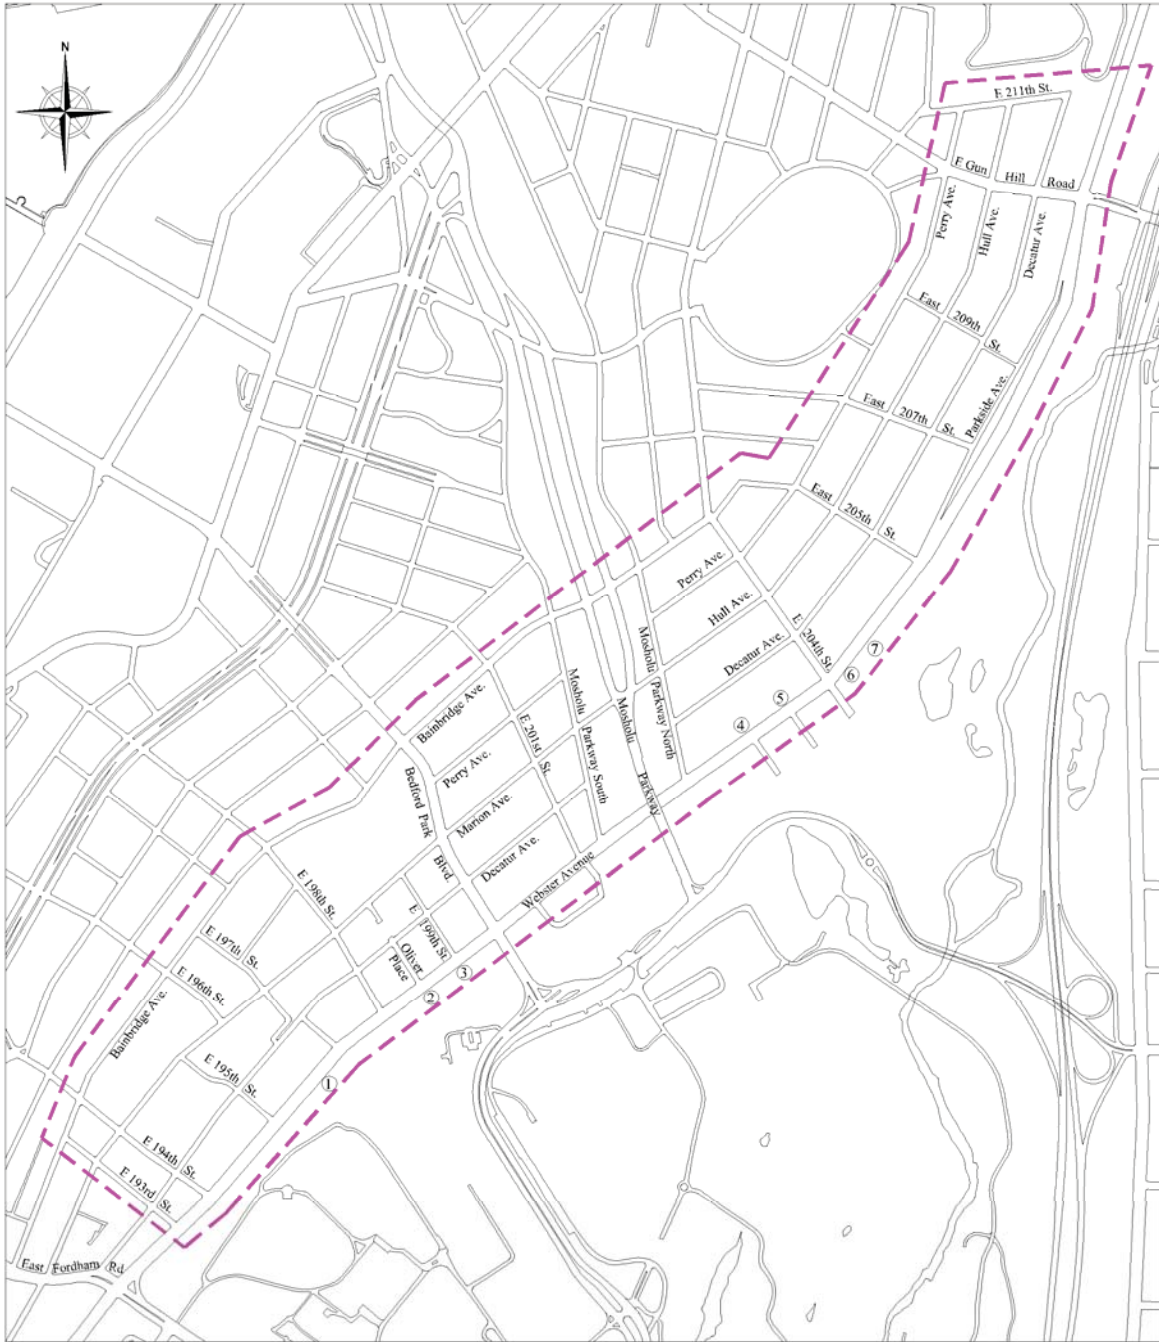 N
E 211th St.
E Gun Hill Road
Perry Ave.
Hull Ave.
Decatur Ave.
East 209th St.
Parkside Ave.
East 207th St.
East 205th St.
Perry Ave.
Hull Ave.
Decatur Ave.
E 204th St.
Mosholu Parkway North
Mosholu Parkway
Mosholu Parkway South
Bainbridge Ave.
E 201st St.
Perry Ave.
Marion Ave.
Decatur Ave.
Bedford Park Blvd.
Webster Avenue
7
6
5
4
E 198th St.
E 199th St.
Oliver Place
3
2
E 197th St.
E 196th St.
Bainbridge Ave.
E 195th St.
1
E 194th St.
E 193rd St.
East Fordham Rd